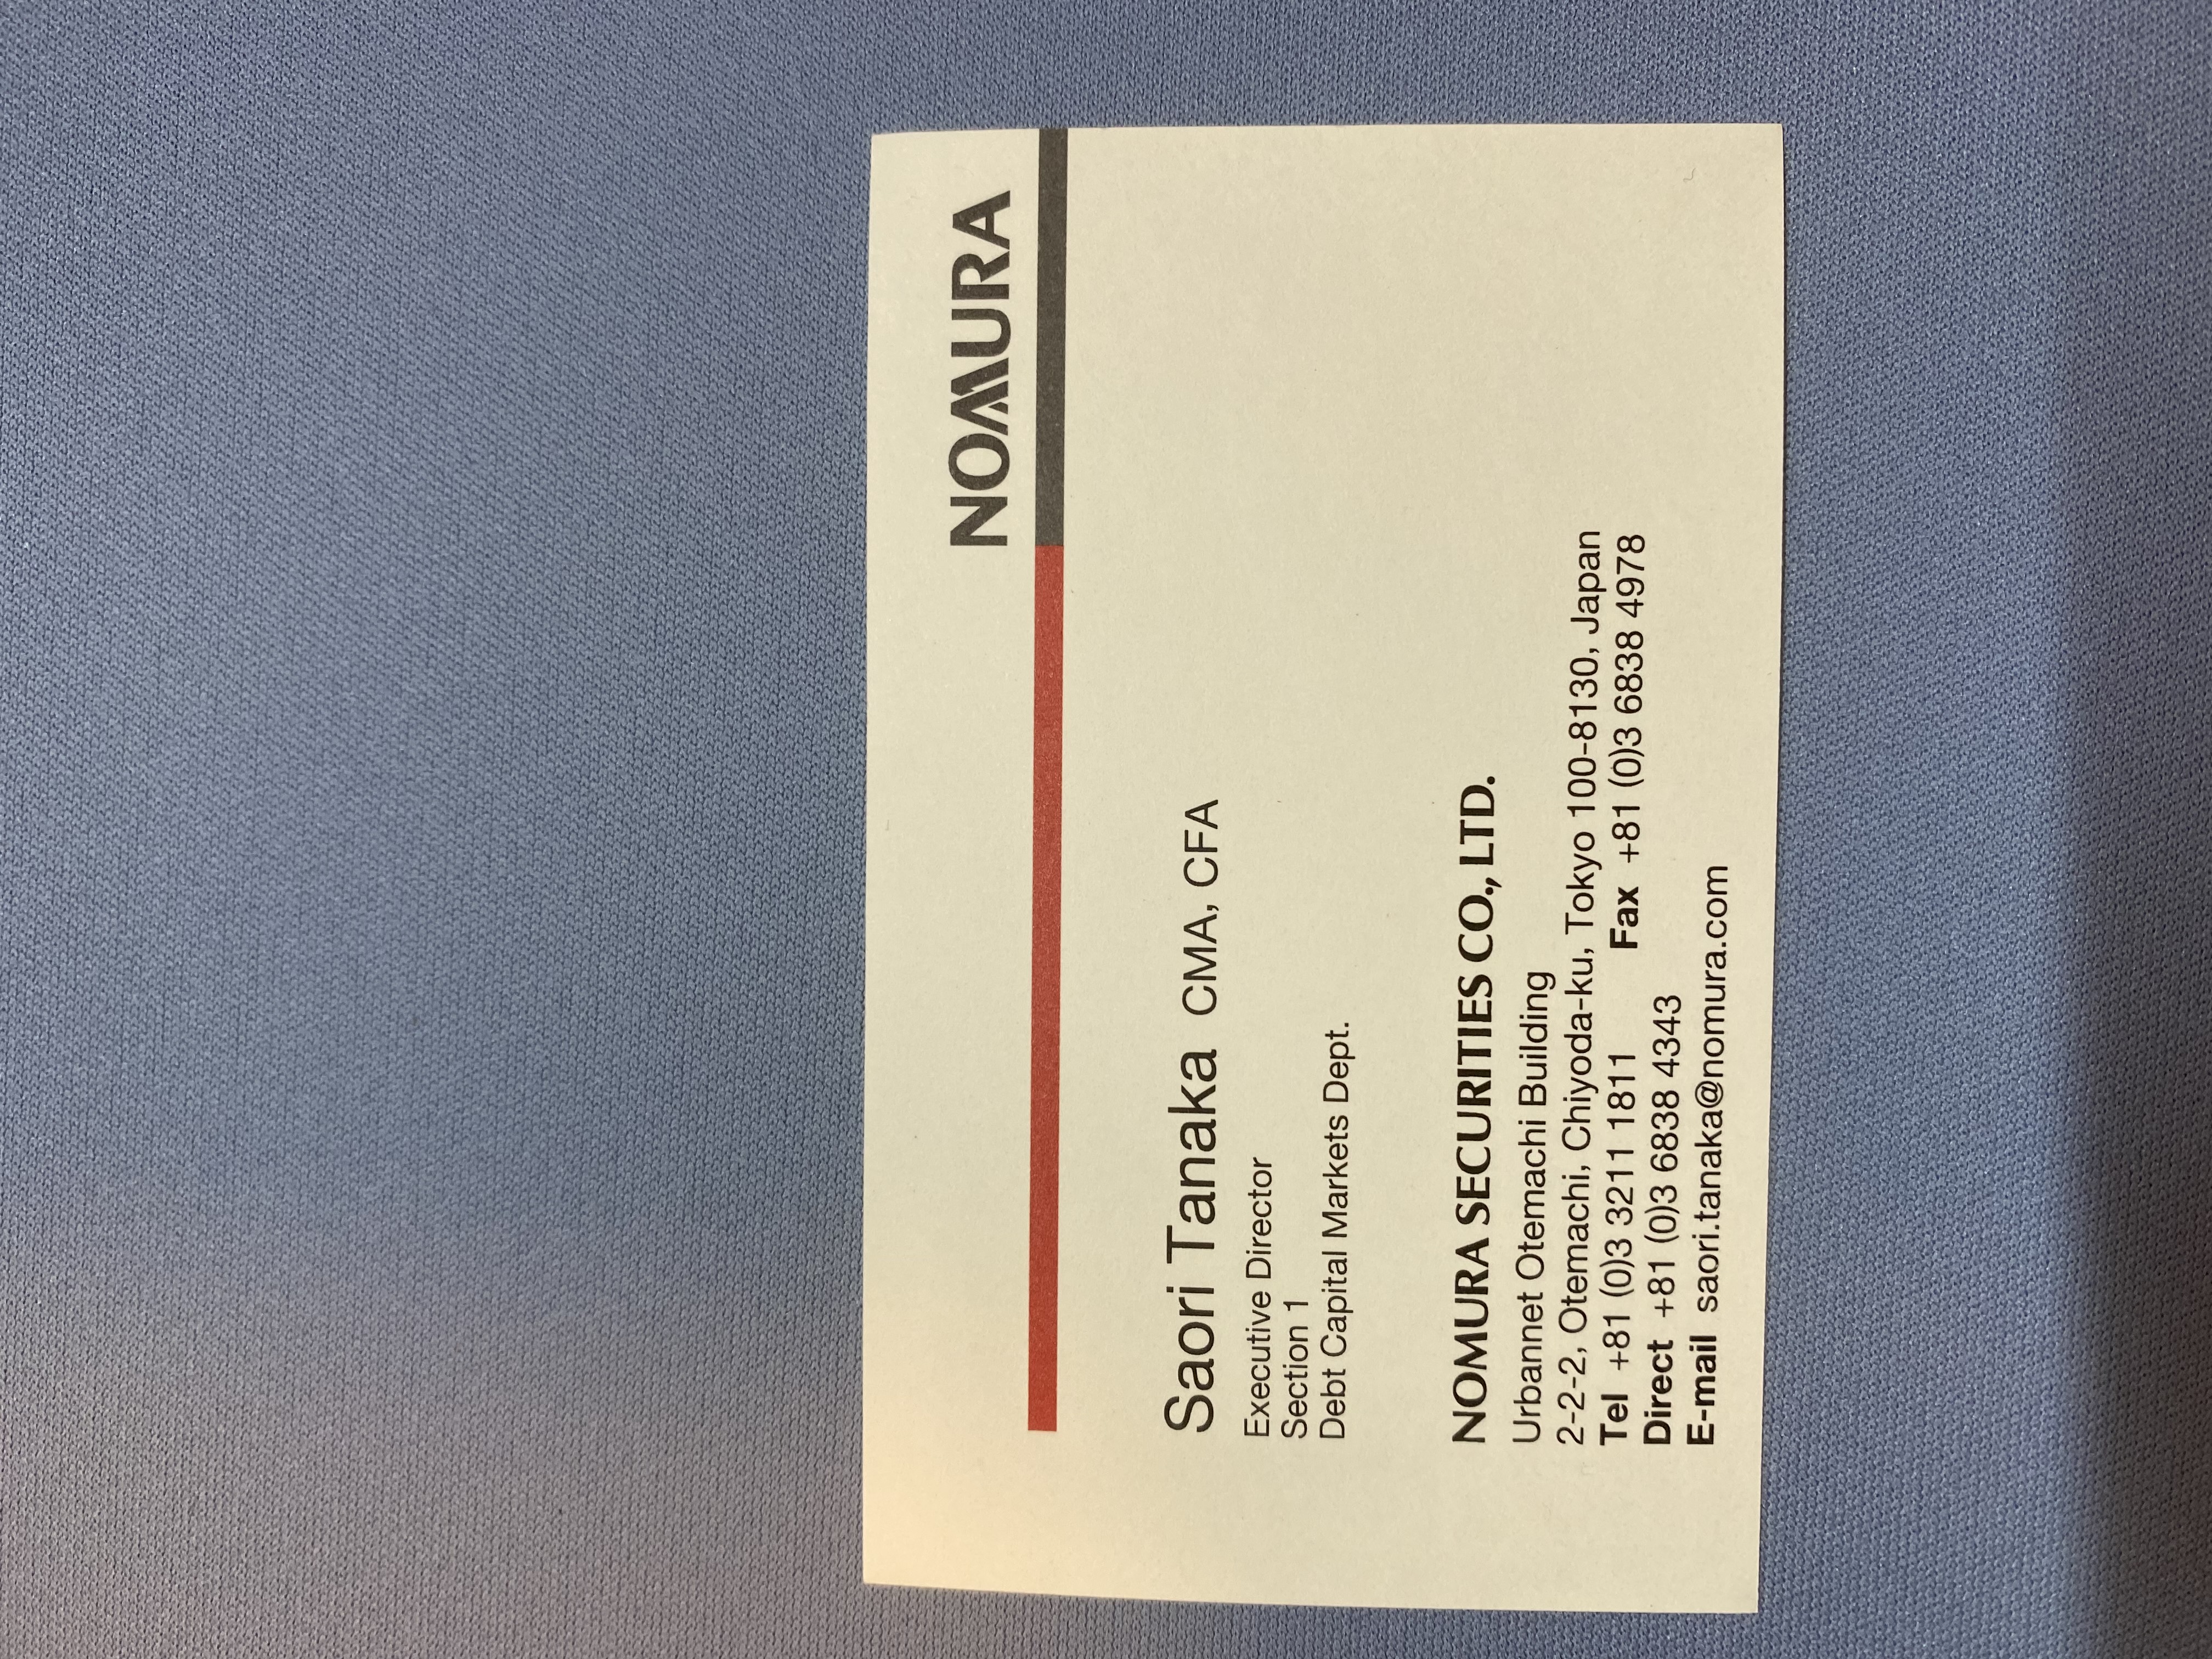 NOMURA
Saori Tanaka CMA, CFA
Executive Director
Section 1
Debt Capital Markets Dept.
NOMURA SECURITIES CO., LTD.
Urbannet Otemachi Building
2-2-2, Otemachi, Chiyoda-ku, Tokyo 100-8130, Japan
Tel +81 (0)3 3211 1811 Fax +81 (0)3 6838 4978
Direct +81 (0)3 6838 4343
E-mail saori.tanaka@nomura.com